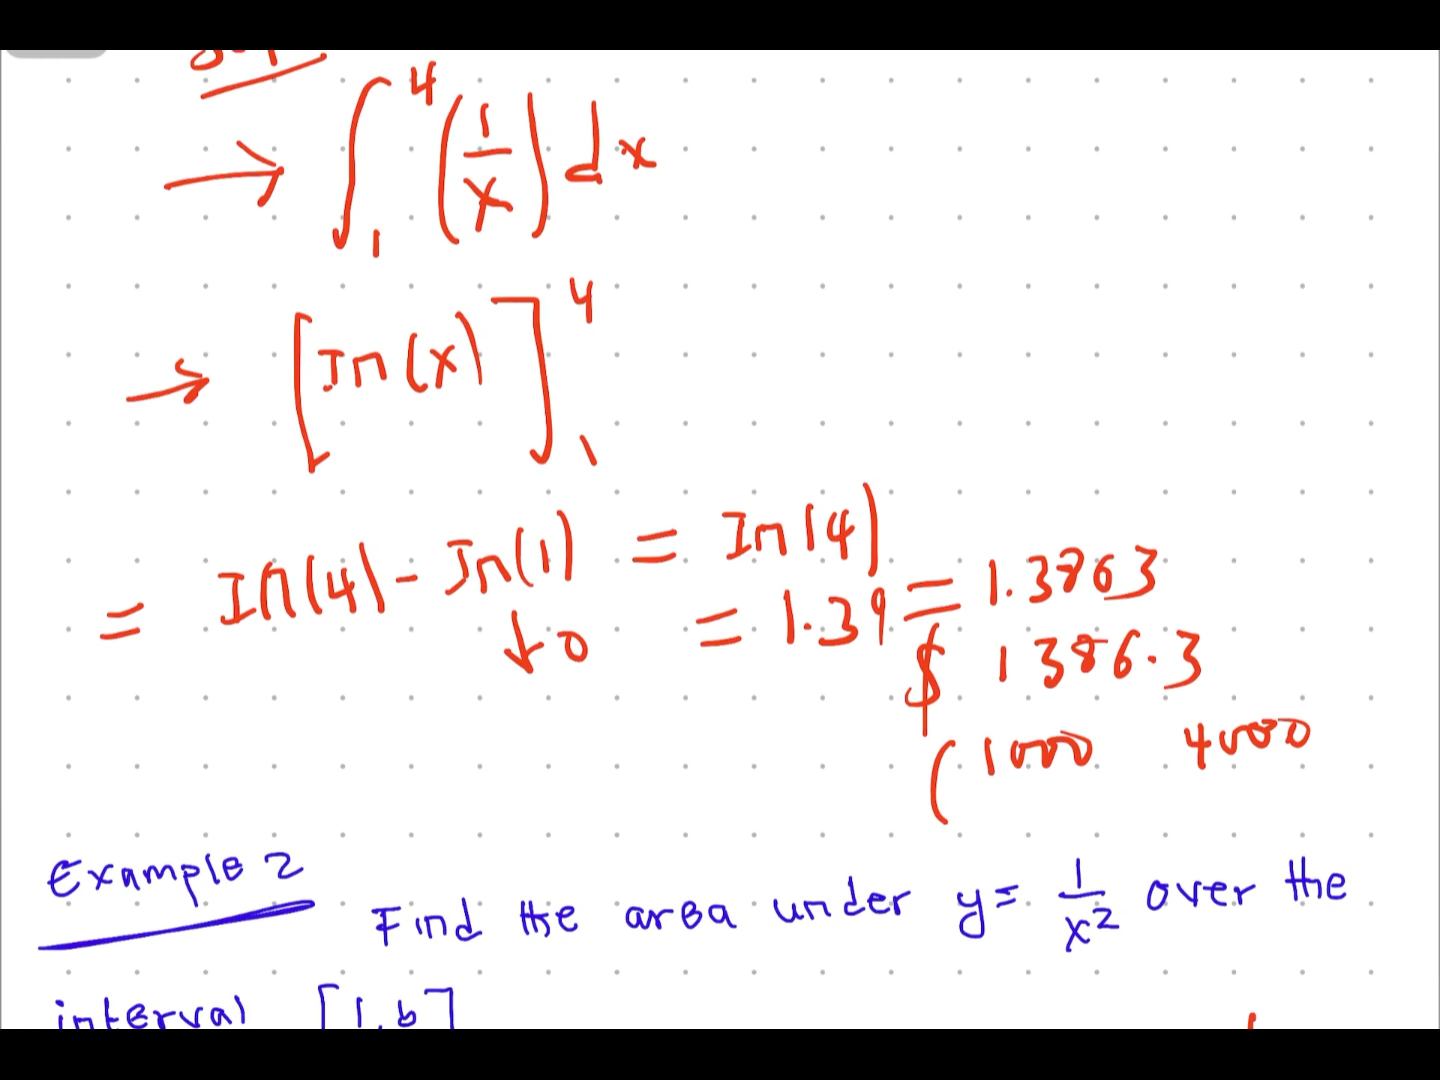 → ∫₁⁴ (1/x) dx
→ [In(x)]₁⁴
= In(4) - In(1) = In(4)
↓ 0 = 1.39 = 1.3863
$ 1386.3
( 1000 4000
Example 2 Find the area under y = 1/x² over the
interval [1, b]